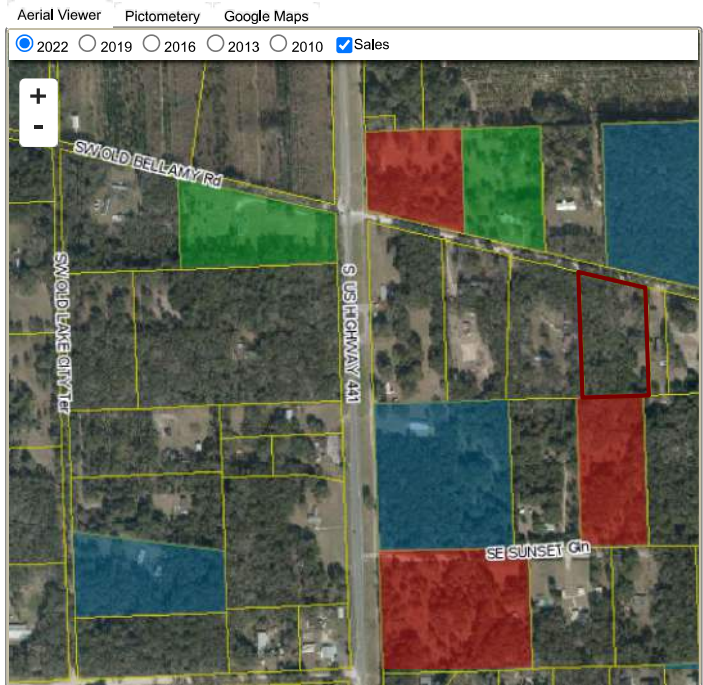 Aerial Viewer Pictometery Google Maps
2022 2019 2016 2013 2010 Sales
+
-
SW OLD BELLAMY Rd
SW OLD LAKE CITY Ter
S US HIGHWAY 441
SE SUNSET Gln